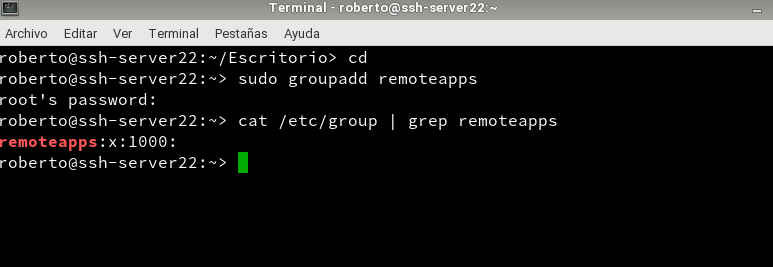 Terminal - roberto@ssh-server22:~
Archivo Editar Ver Terminal Pestañas Ayuda
roberto@ssh-server22:~/Escritorio> cd
roberto@ssh-server22:~> sudo groupadd remoteapps
root's password:
roberto@ssh-server22:~> cat /etc/group | grep remoteapps
remoteapps:x:1000:
roberto@ssh-server22:~>